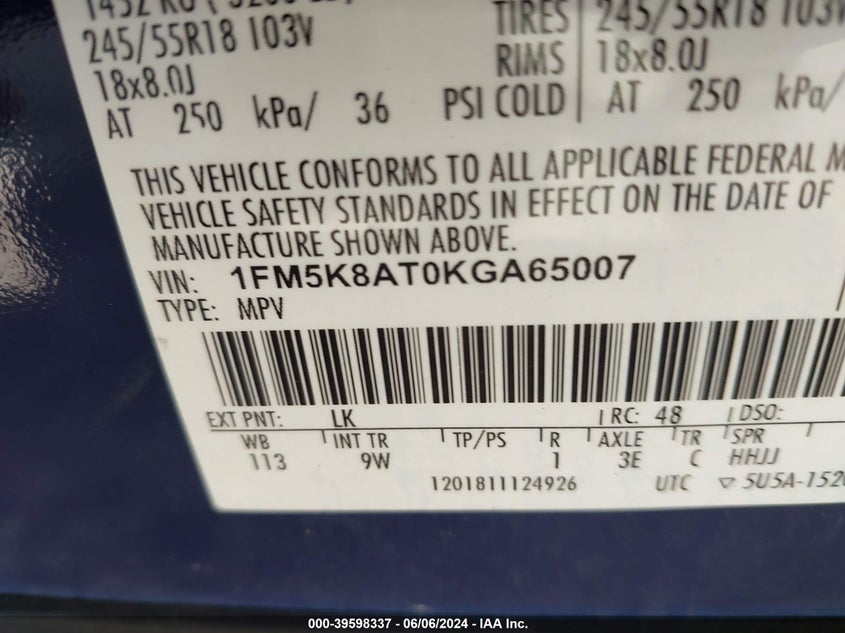 245/55R18 103V TIRES 245/55R18 103V
18x8.0J RIMS 18x8.0J
AT 250 kPa/ 36 PSI COLD AT 250 kPa/
THIS VEHICLE CONFORMS TO ALL APPLICABLE FEDERAL
VEHICLE SAFETY STANDARDS IN EFFECT ON THE DATE OF
MANUFACTURE SHOWN ABOVE.
VIN: 1FM5K8AT0KGA65007
TYPE: MPV
EXT PNT: LK RC: 48 DSO:
WB INT TR TP/PS R AXLE TR SPR
113 9W 1 3E C HHJJ
1201811124926 UTC ▽ 5U5A-1520
000-39598337 - 06/06/2024 - IAA Inc.